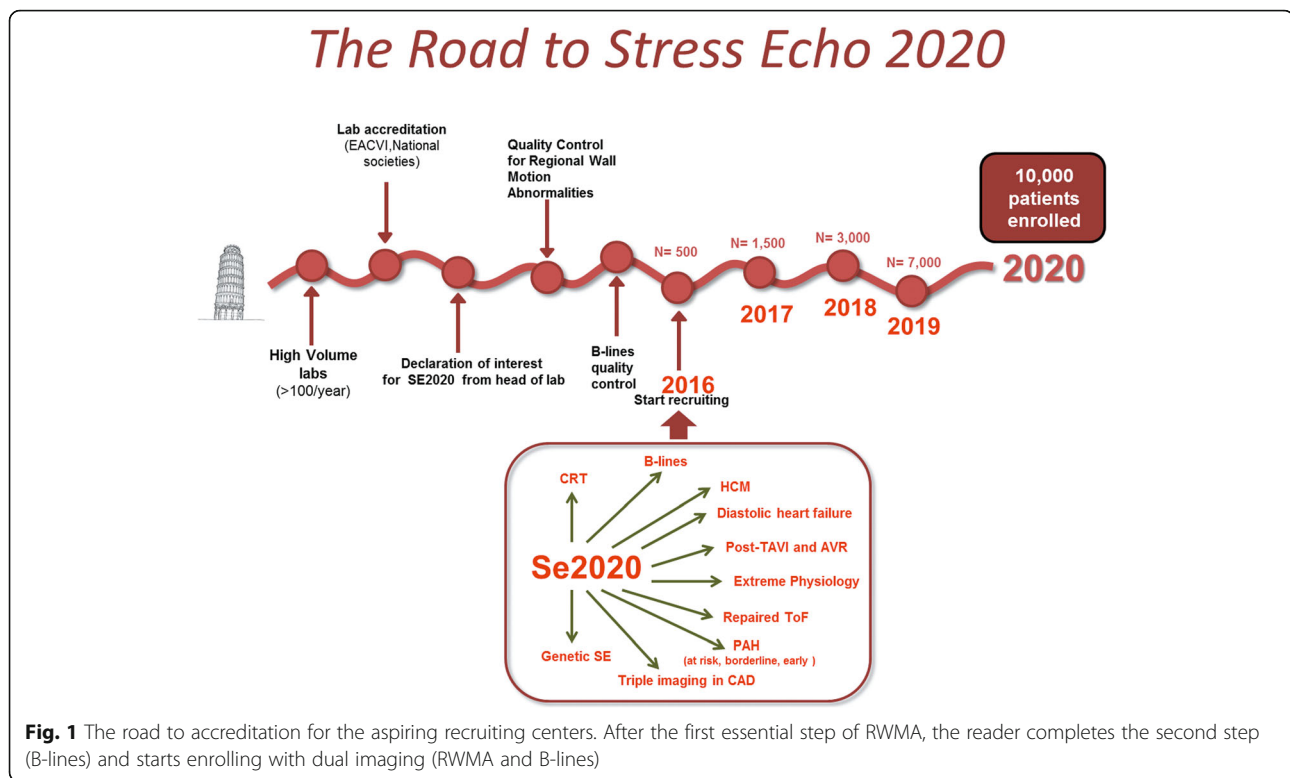 The Road to Stress Echo 2020
Lab accreditation
(EACVI,National
societies)
Quality Control
for Regional Wall
Motion
Abnormalities
10,000
patients
enrolled
N= 500
N= 1,500
N= 3,000
N= 7,000
2020
2017
2018
2019
High Volume
labs
(>100/year)
Declaration of interest
for SE2020 from head of lab
B-lines
quality
control
2016
Start recruiting
B-lines
CRT
HCM
Diastolic heart failure
Post-TAVI and AVR
Se2020
Extreme Physiology
Repaired ToF
PAH
(at risk, borderline, early )
Genetic SE
Triple imaging in CAD
Fig. 1 The road to accreditation for the aspiring recruiting centers. After the first essential step of RWMA, the reader completes the second step
(B-lines) and starts enrolling with dual imaging (RWMA and B-lines)